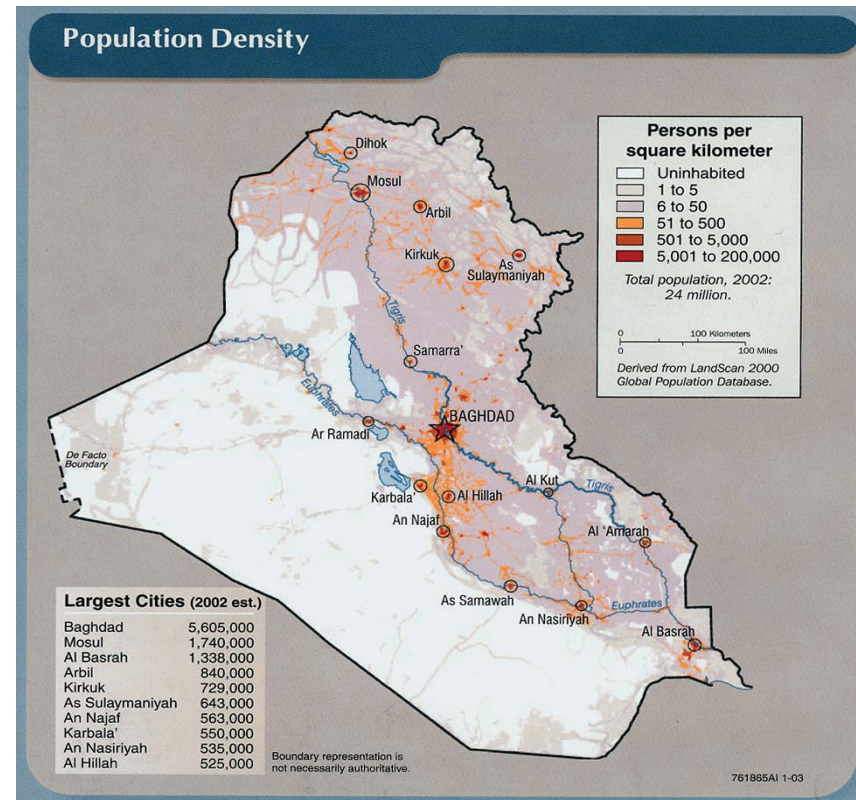 Population Density
Persons per
square kilometer
Uninhabited
1 to 5
6 to 50
51 to 500
501 to 5,000
5,001 to 200,000
Total population, 2002:
24 million.
0 100 Kilometers
0 100 Miles
Derived from LandScan 2000
Global Population Database.
Dihok
Mosul
Arbil
Kirkuk
As
Sulaymaniyah
Tigris
Samarra'
Euphrates
BAGHDAD
Ar Ramadi
De Facto
Boundary
Karbala'
Al Hillah
Al Kut
Tigris
An Najaf
Al 'Amarah
As Samawah
Euphrates
An Nasiriyah
Al Basrah
Largest Cities (2002 est.)
Baghdad 5,605,000
Mosul 1,740,000
Al Basrah 1,338,000
Arbil 840,000
Kirkuk 729,000
As Sulaymaniyah 643,000
An Najaf 563,000
Karbala' 550,000
An Nasiriyah 535,000
Al Hillah 525,000
Boundary representation is
not necessarily authoritative.
761865AI 1-03